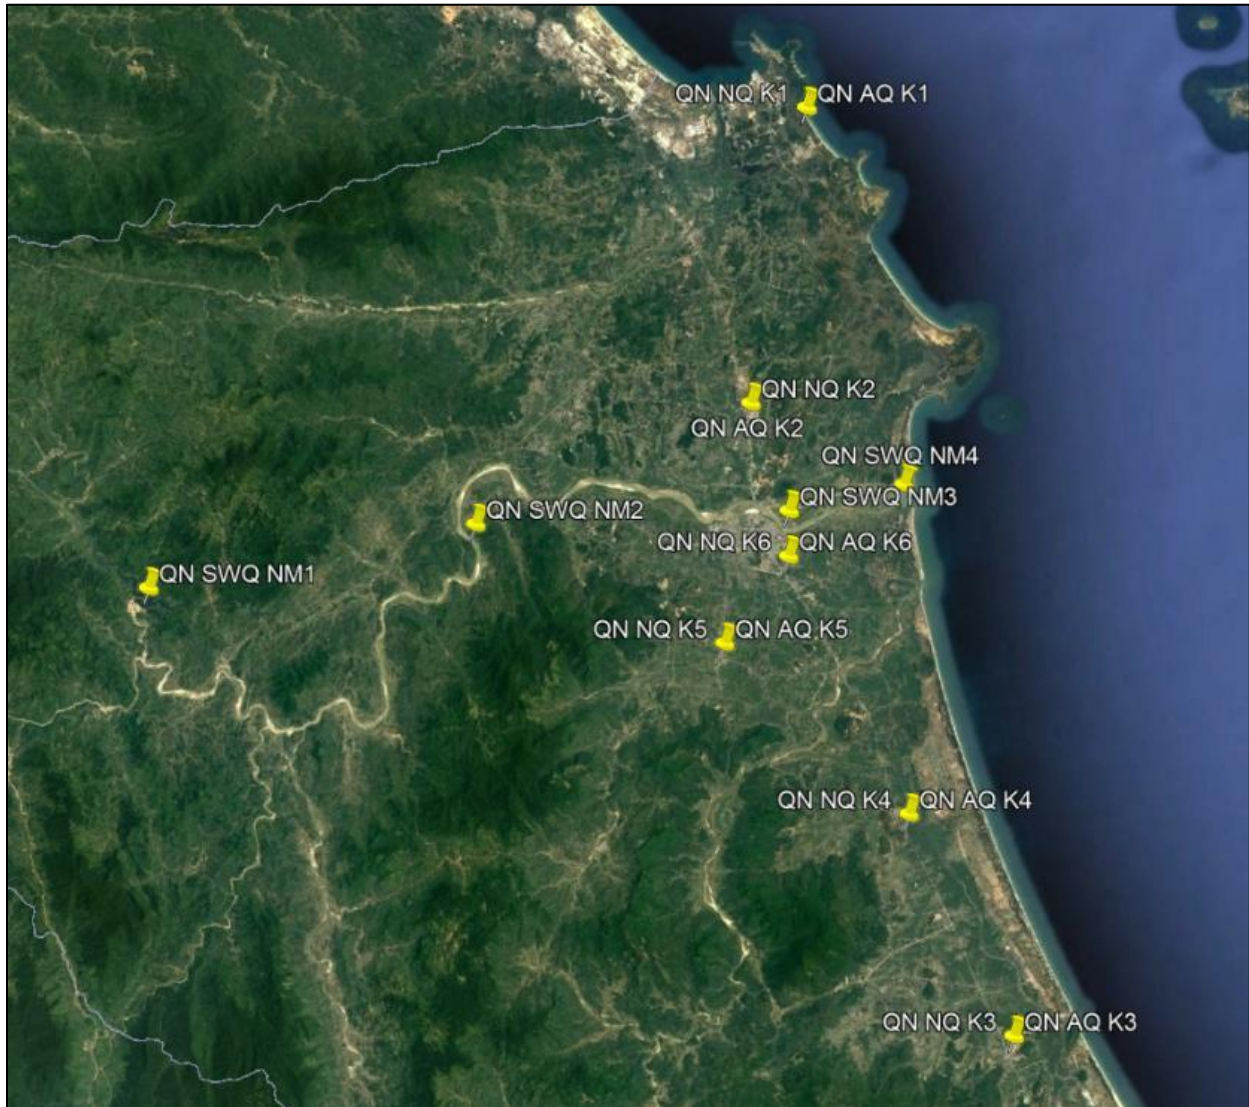 QN NQ K1 QN AQ K1
QN NQ K2
QN AQ K2
QN SWQ NM4
QN SWQ NM3
QN SWQ NM2
QN NQ K6 QN AQ K6
QN SWQ NM1
QN NQ K5 QN AQ K5
QN NQ K4 QN AQ K4
QN NQ K3 QN AQ K3